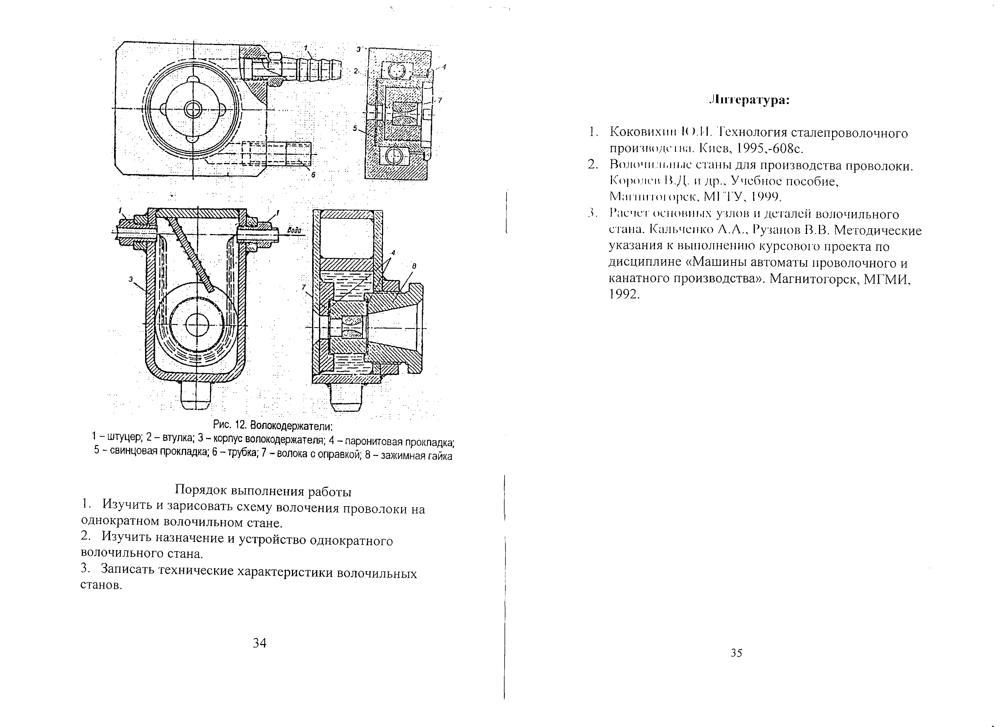 1
3
2
4
7
5
6
1
1
Вода
4
8
3
7
Рис. 12. Волокодержатели:
1 – штуцер; 2 – втулка; 3 – корпус волокодержателя; 4 – паронитовая прокладка;
5 – свинцовая прокладка; 6 – трубка; 7 – волока с оправкой; 8 – зажимная гайка
Порядок выполнения работы
1. Изучить и зарисовать схему волочения проволоки на
однократном волочильном стане.
2. Изучить назначение и устройство однократного
волочильного стана.
3. Записать технические характеристики волочильных
станов.
34
Литература:
1. Коковихин Ю.И. Технология сталепроволочного
производства. Киев, 1995,-608с.
2. Волочильные станы для производства проволоки.
Королев В.Д. и др., Учебное пособие,
Магнитогорск, МГТУ, 1999.
3. Расчет основных узлов и деталей волочильного
стана. Кальченко А.А., Рузанов В.В. Методические
указания к выполнению курсового проекта по
дисциплине «Машины автоматы проволочного и
канатного производства». Магнитогорск, МГМИ,
1992.
35